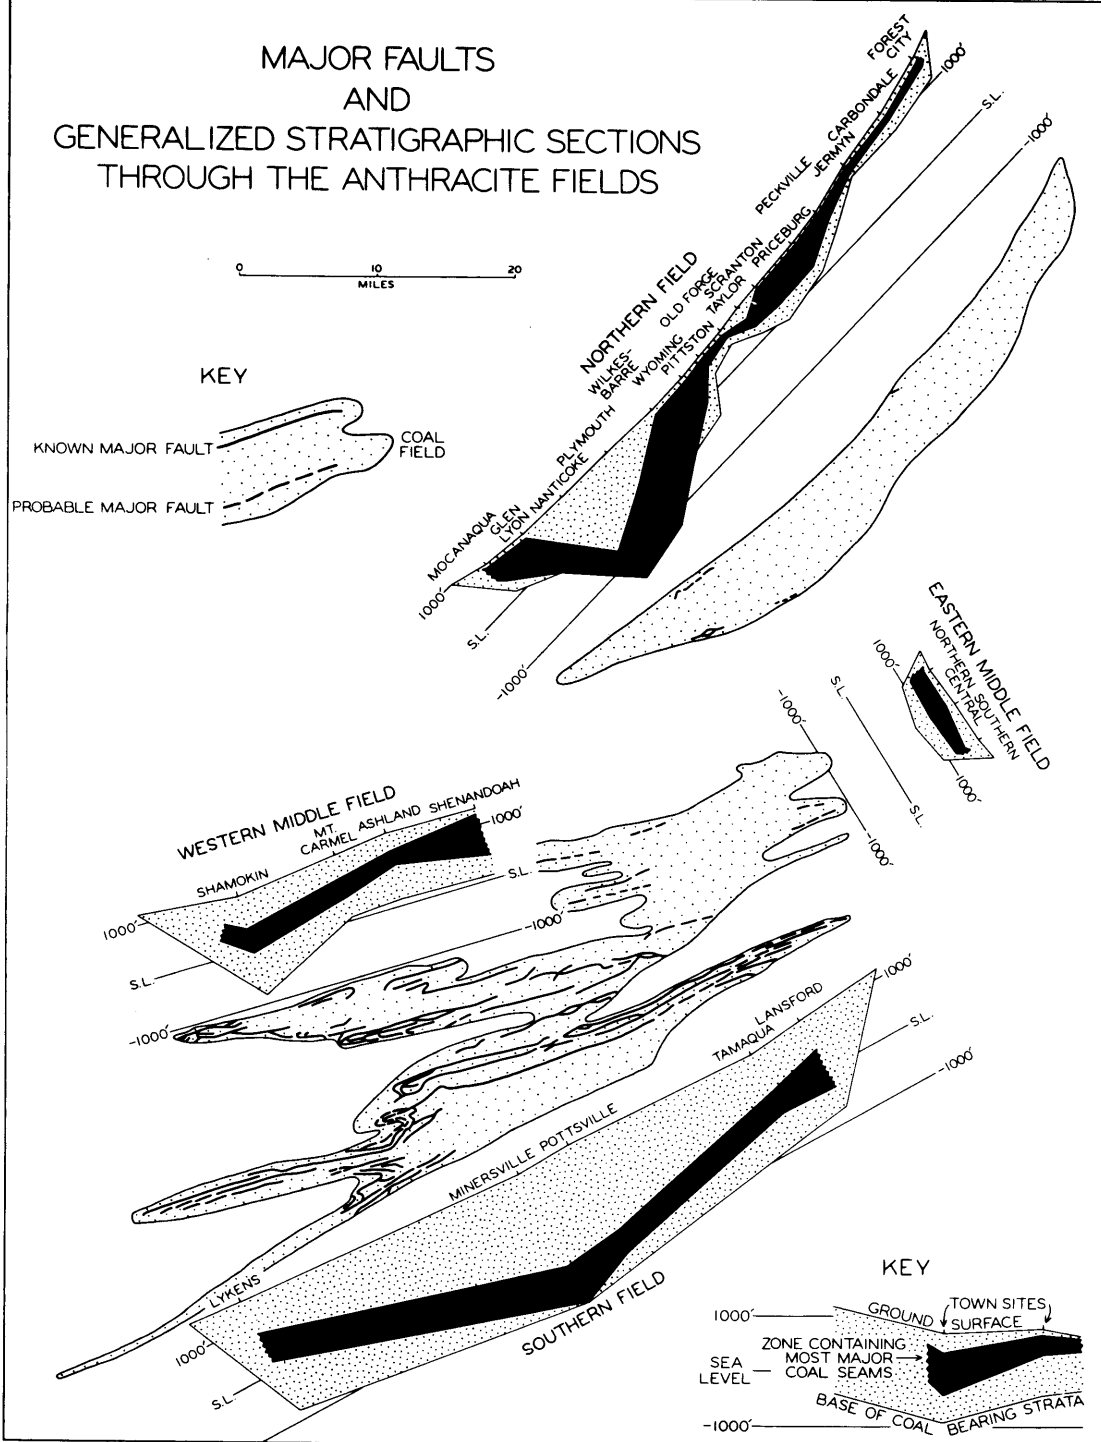 MAJOR FAULTS
AND
GENERALIZED STRATIGRAPHIC SECTIONS
THROUGH THE ANTHRACITE FIELDS
0 10 20
MILES
KEY
KNOWN MAJOR FAULT
COAL
FIELD
PROBABLE MAJOR FAULT
NORTHERN FIELD
MOCANAQUA
GLEN
LYON
NANTICOKE
PLYMOUTH
WILKES-
BARRE
WYOMING
PITTSTON
OLD FORGE
TAYLOR
SCRANTON
PRICEBURG
PECKVILLE
JERMYN
CARBONDALE
FOREST
CITY
1000'
S.L.
-1000'
1000'
S.L.
-1000'
EASTERN MIDDLE FIELD
NORTHERN SOUTHERN
CENTRAL
1000'
S.L.
-1000'
1000'
S.L.
-1000'
WESTERN MIDDLE FIELD
SHAMOKIN
MT.
CARMEL
ASHLAND
SHENANDOAH
1000'
S.L.
-1000'
1000'
S.L.
-1000'
SOUTHERN FIELD
LYKENS
MINERSVILLE
POTTSVILLE
TAMAQUA
LANSFORD
1000'
S.L.
-1000'
1000'
S.L.
KEY
1000'
GROUND
SURFACE
TOWN SITES
ZONE CONTAINING
MOST MAJOR
COAL SEAMS
SEA
LEVEL
BASE OF COAL BEARING STRATA
-1000'